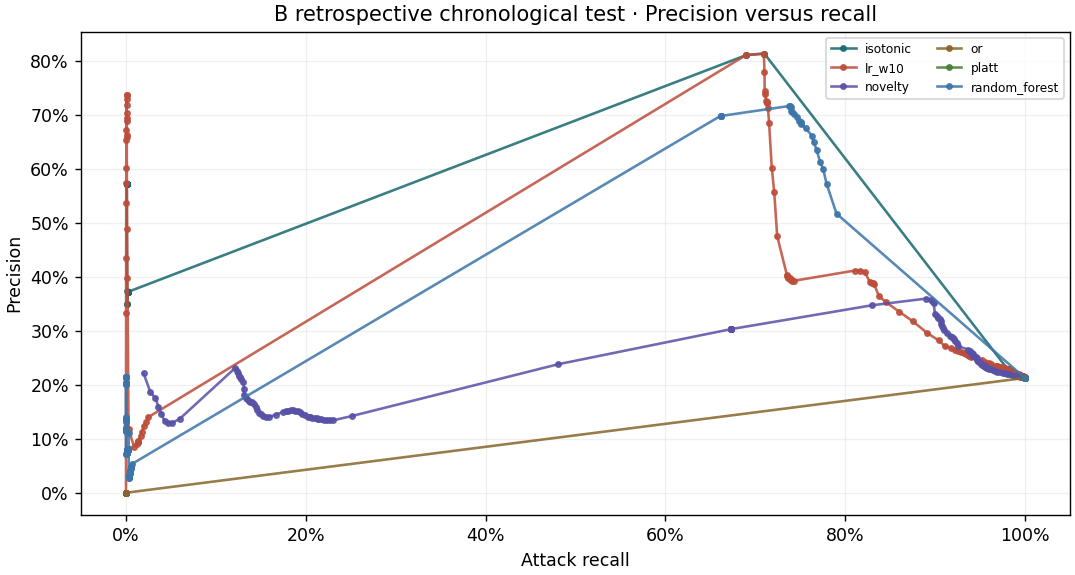 B retrospective chronological test · Precision versus recall
80%
70%
60%
50%
40%
30%
20%
10%
0%
Precision
0%
20%
40%
60%
80%
100%
Attack recall
isotonic
lr_w10
novelty
or
platt
random_forest